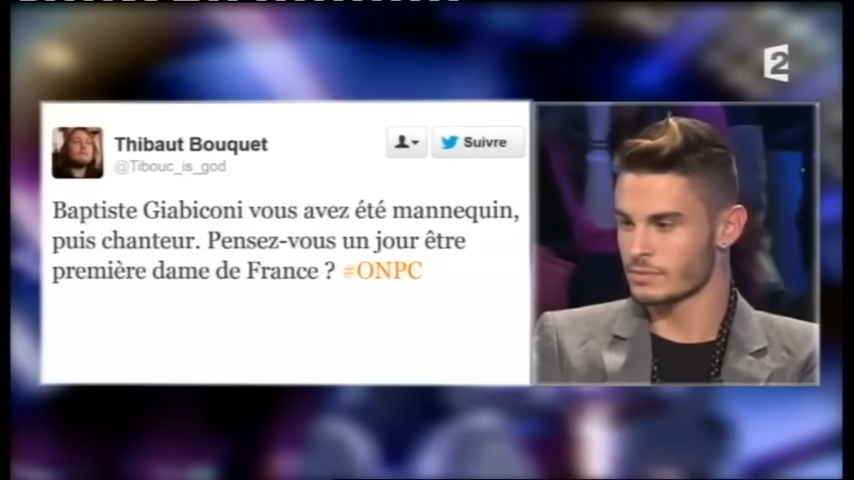 2
Thibaut Bouquet
@Tibouc_is_god
Suivre
Baptiste Giabiconi vous avez été mannequin,
puis chanteur. Pensez-vous un jour être
première dame de France ? #ONPC